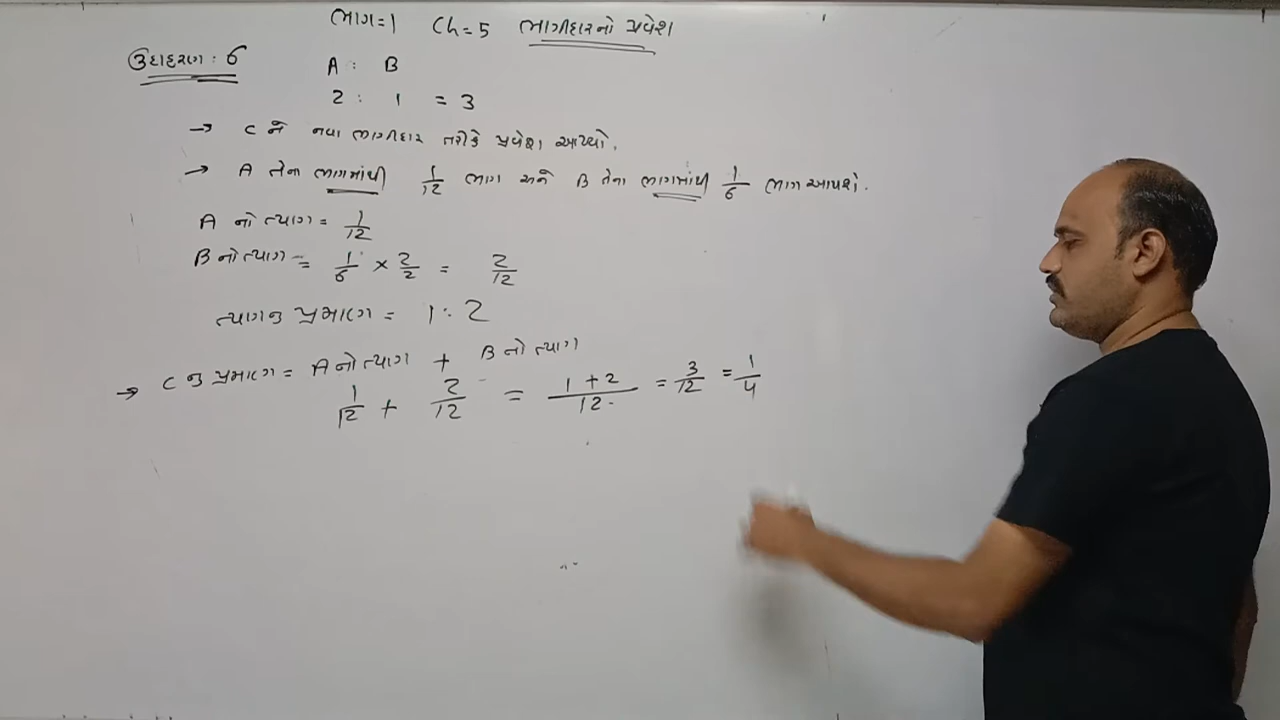 ભાગ=1 Ch=5 ભાગીદારનો પ્રવેશ
ઉદાહરણ: 6
A : B
2 : 1 = 3
→ C ને નવા ભાગીદાર તરીકે પ્રવેશ આપ્યો.
→ A તેના ભાગમાંથી 1/12 ભાગ અને B તેના ભાગમાંથી 1/6 ભાગ આપશે.
A નો ત્યાગ = 1/12
B નો ત્યાગ = 1/6 × 2/2 = 2/12
ત્યાગનુ પ્રમાણ = 1 : 2
→ C નુ પ્રમાણ = A નો ત્યાગ + B નો ત્યાગ
1/12 + 2/12 = 1+2/12 = 3/12 = 1/4